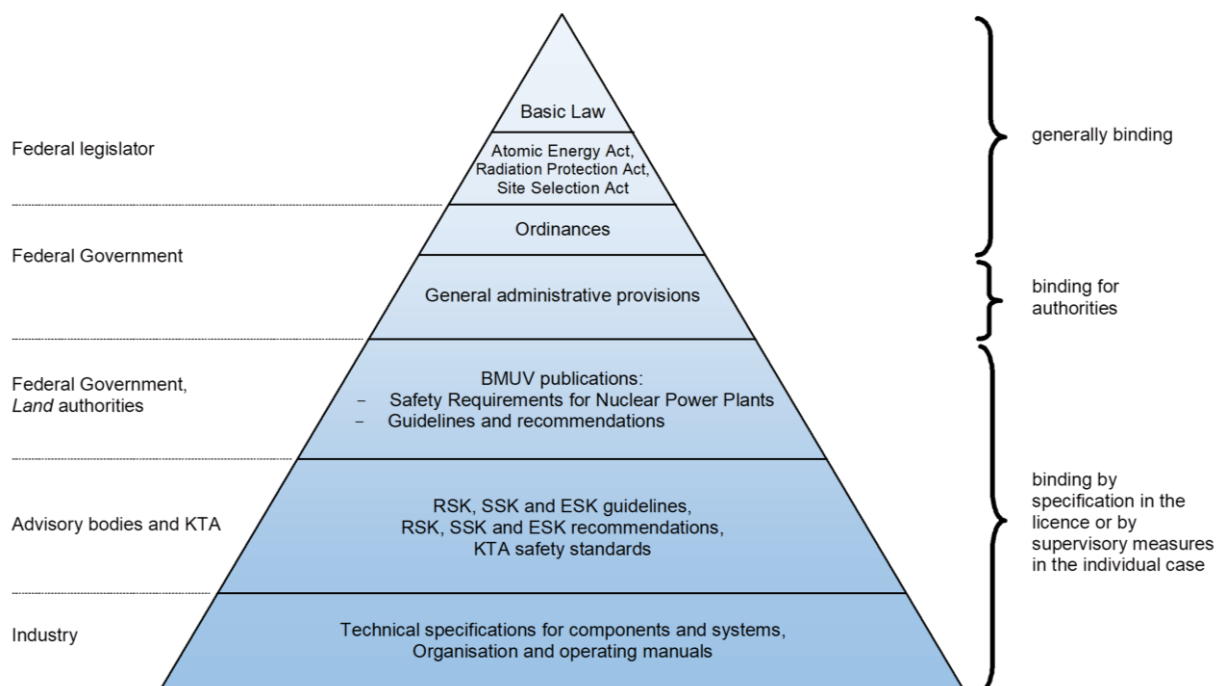 Basic Law
Federal legislator
Atomic Energy Act,
Radiation Protection Act,
Site Selection Act
generally binding
Ordinances
Federal Government
General administrative provisions
binding for
authorities
Federal Government,
Land authorities
BMUV publications:
- Safety Requirements for Nuclear Power Plants
- Guidelines and recommendations
Advisory bodies and KTA
RSK, SSK and ESK guidelines,
RSK, SSK and ESK recommendations,
KTA safety standards
binding by
specification in the
licence or by
supervisory measures
in the individual case
Industry
Technical specifications for components and systems,
Organisation and operating manuals